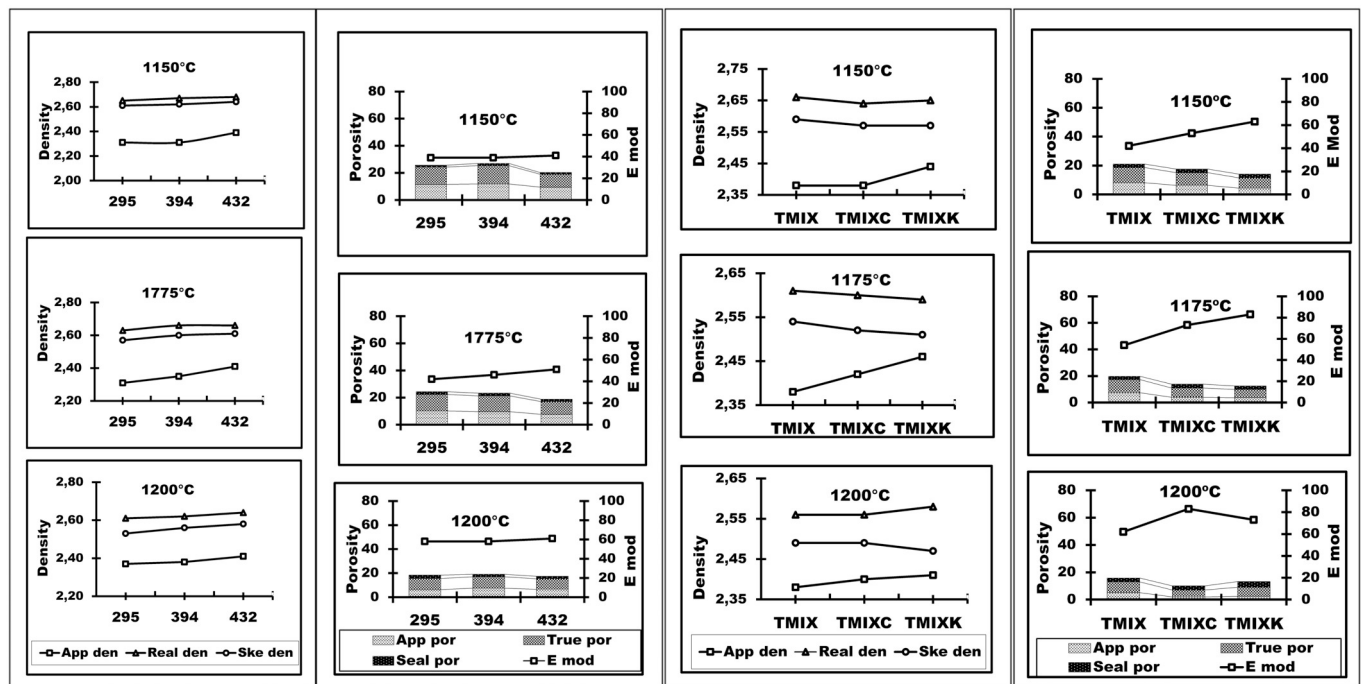 1150°C
2,80
2,60
2,40
2,20
2,00
Density
295 394 432
1775°C
2,80
2,60
2,40
2,20
Density
295 394 432
1200°C
2,80
2,60
2,40
2,20
Density
295 394 432
App den Real den Ske den
1150°C
80
60
40
20
0
Porosity
100
80
60
40
20
0
E mod
295 394 432
1775°C
80
60
40
20
0
Porosity
100
80
60
40
20
0
E mod
295 394 432
1200°C
80
60
40
20
0
Porosity
100
80
60
40
20
0
E mod
295 394 432
App por True por
Seal por E mod
1150°C
2,75
2,65
2,55
2,45
2,35
Density
TMIX TMIXC TMIXK
1175°C
2,65
2,55
2,45
2,35
Density
TMIX TMIXC TMIXK
1200°C
2,65
2,55
2,45
2,35
Density
TMIX TMIXC TMIXK
App den Real den Ske den
1150ºC
80
60
40
20
0
Porosity
100
80
60
40
20
0
E Mod
TMIX TMIXC TMIXK
1175ºC
80
60
40
20
0
Porosity
100
80
60
40
20
0
E mod
TMIX TMIXC TMIXK
1200ºC
80
60
40
20
0
Porosity
100
80
60
40
20
0
E mod
TMIX TMIXC TMIXK
App por True por
Seal por E mod